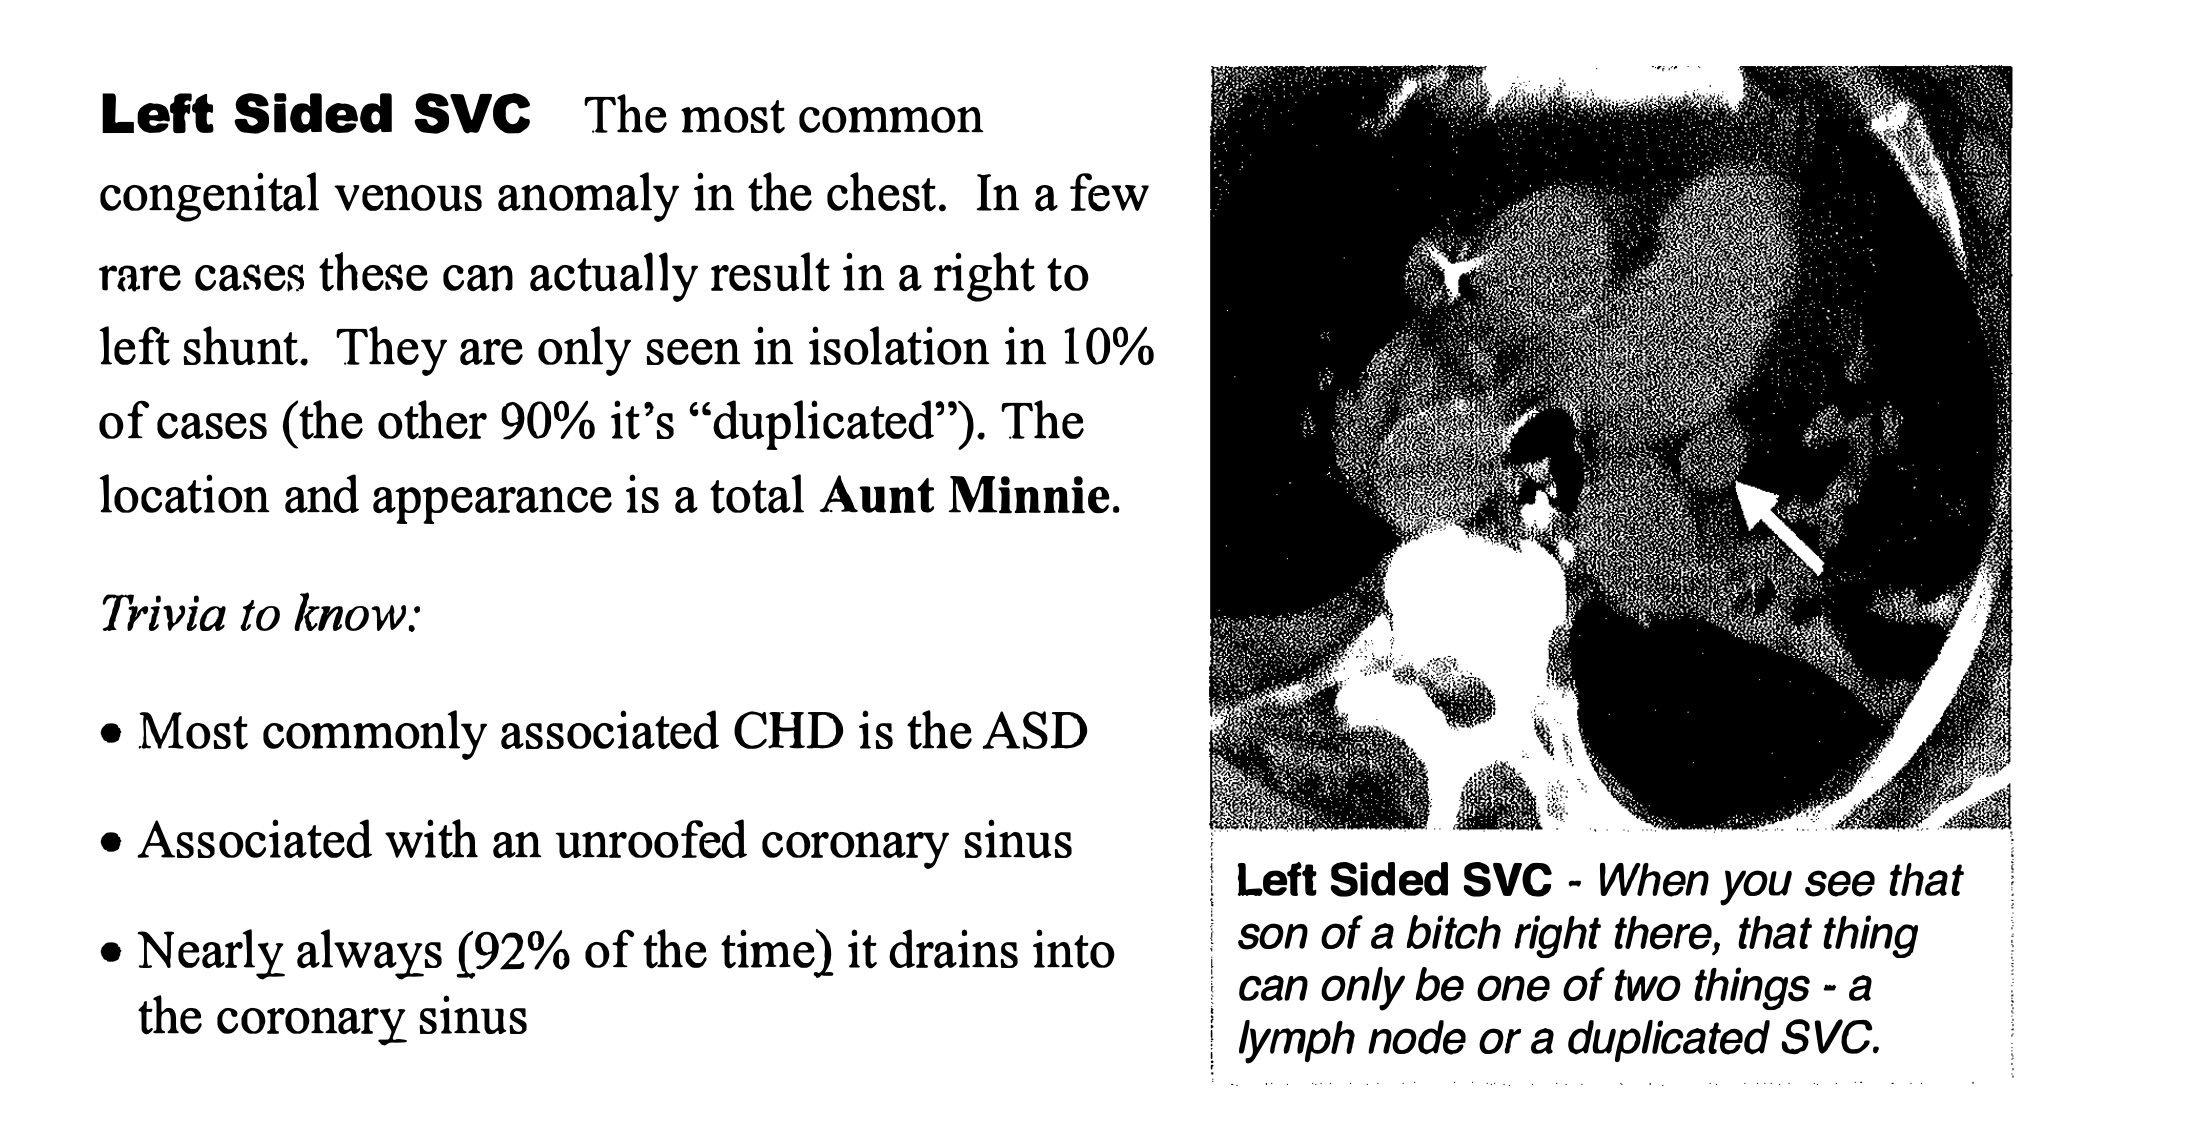 Left Sided SVC The most common
congenital venous anomaly in the chest. In a few
rare cases these can actually result in a right to
left shunt. They are only seen in isolation in 10%
of cases (the other 90% it's “duplicated”). The
location and appearance is a total Aunt Minnie.
Trivia to know:
• Most commonly associated CHD is the ASD
• Associated with an unroofed coronary sinus
• Nearly always (92% of the time) it drains into
the coronary sinus
Left Sided SVC - When you see that
son of a bitch right there, that thing
can only be one of two things - a
lymph node or a duplicated SVC.